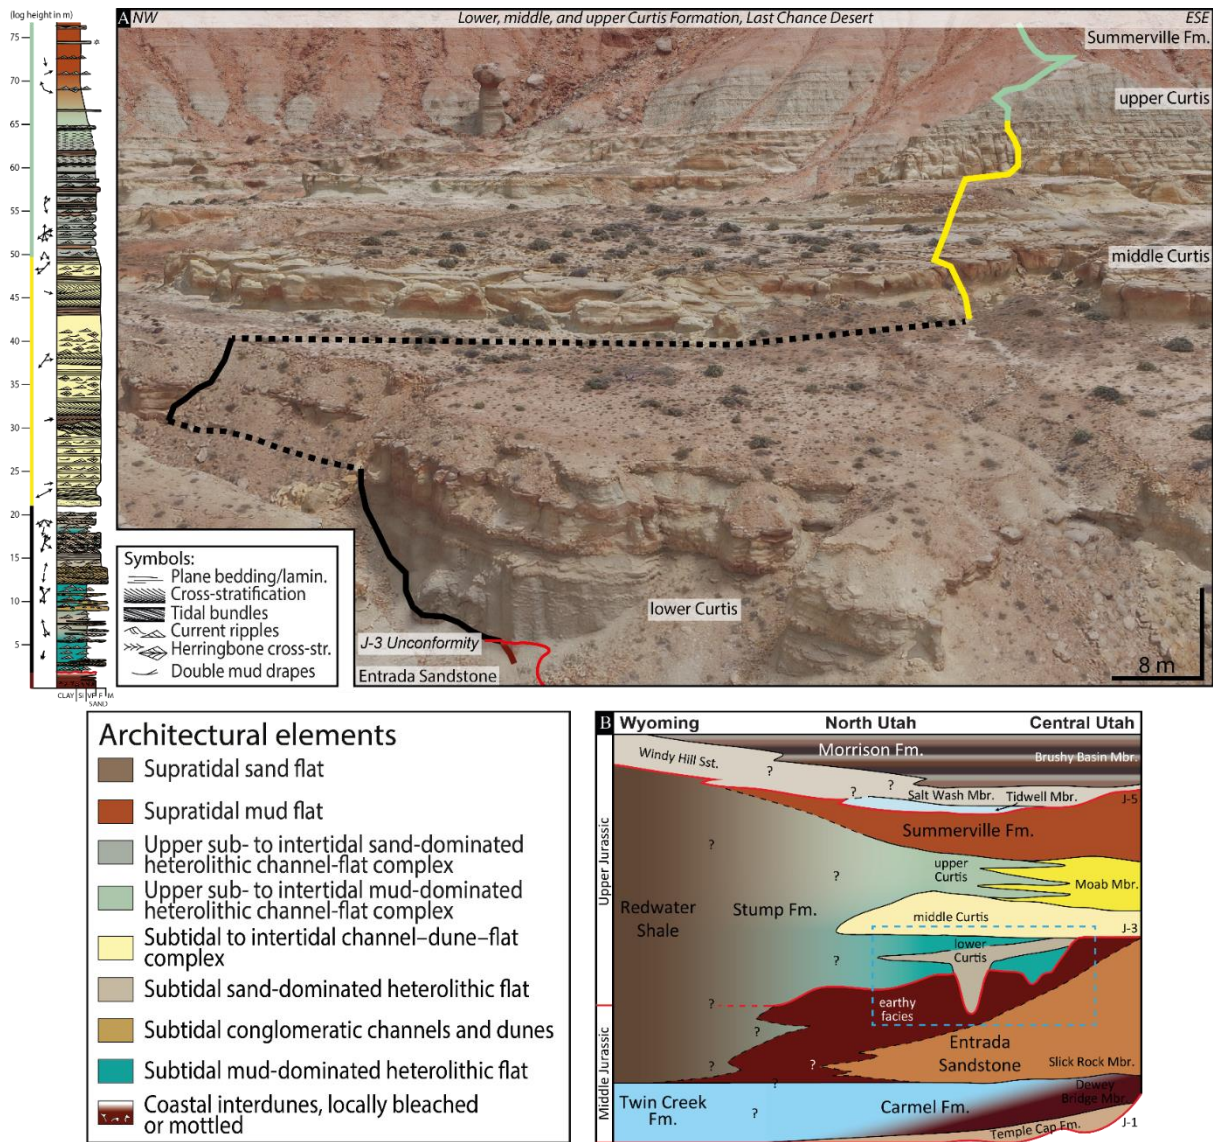 (log height in m)
75
70
65
60
55
50
45
40
35
30
25
20
15
10
5
CLAY SI VF F M
SAND
A NW Lower, middle, and upper Curtis Formation, Last Chance Desert ESE
Summerville Fm.
upper Curtis
middle Curtis
lower Curtis
J-3 Unconformity
Entrada Sandstone
8 m
Symbols:
Plane bedding/lamin.
Cross-stratification
Tidal bundles
Current ripples
Herringbone cross-str.
Double mud drapes
Architectural elements
Supratidal sand flat
Supratidal mud flat
Upper sub- to intertidal sand-dominated
heterolithic channel-flat complex
Upper sub- to intertidal mud-dominated
heterolithic channel-flat complex
Subtidal to intertidal channel–dune–flat
complex
Subtidal sand-dominated heterolithic flat
Subtidal conglomeratic channels and dunes
Subtidal mud-dominated heterolithic flat
Coastal interdunes, locally bleached
or mottled
B Wyoming North Utah Central Utah
Upper Jurassic
Middle Jurassic
Windy Hill Sst.
Morrison Fm.
Brushy Basin Mbr.
?
? ?
Salt Wash Mbr.
Tidwell Mbr.
J-5
Summerville Fm.
?
?
upper
Curtis
Moab Mbr.
Redwater
Shale
Stump Fm.
middle Curtis
J-3
lower
Curtis
?
?
earthy
facies
?
?
?
?
Entrada
Sandstone
Slick Rock Mbr.
?
Twin Creek
Fm.
?
Carmel Fm.
Dewey
Bridge Mbr.
Temple Cap Fm.
J-1